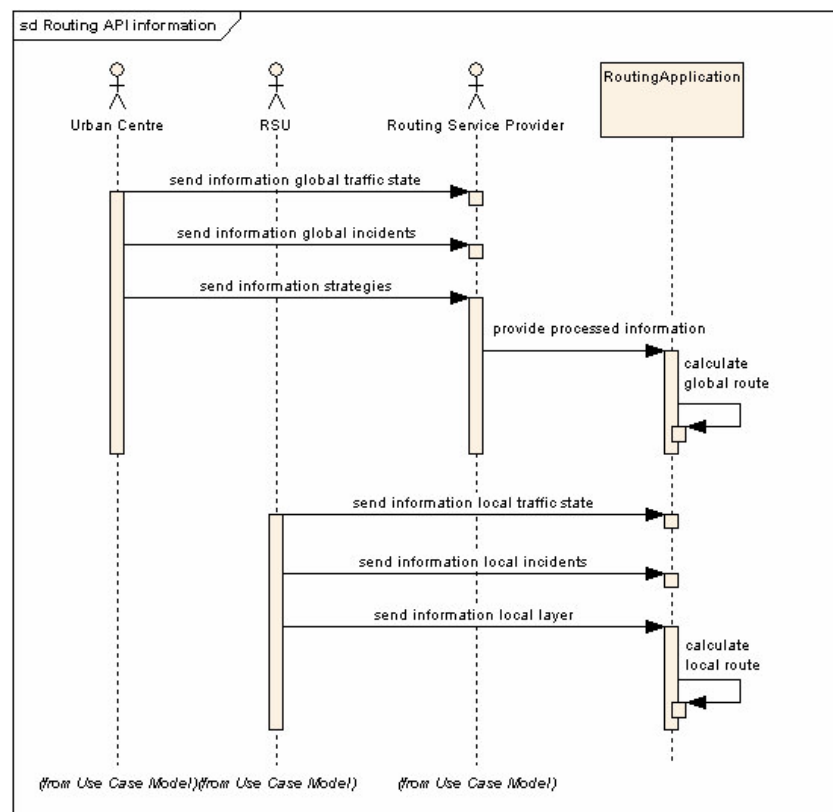 sd Routing API information
Urban Centre
RSU
Routing Service Provider
RoutingApplication
send information global traffic state
send information global incidents
send information strategies
provide processed information
calculate
global route
send information local traffic state
send information local incidents
send information local layer
calculate
local route
(from Use Case Model)
(from Use Case Model)
(from Use Case Model)